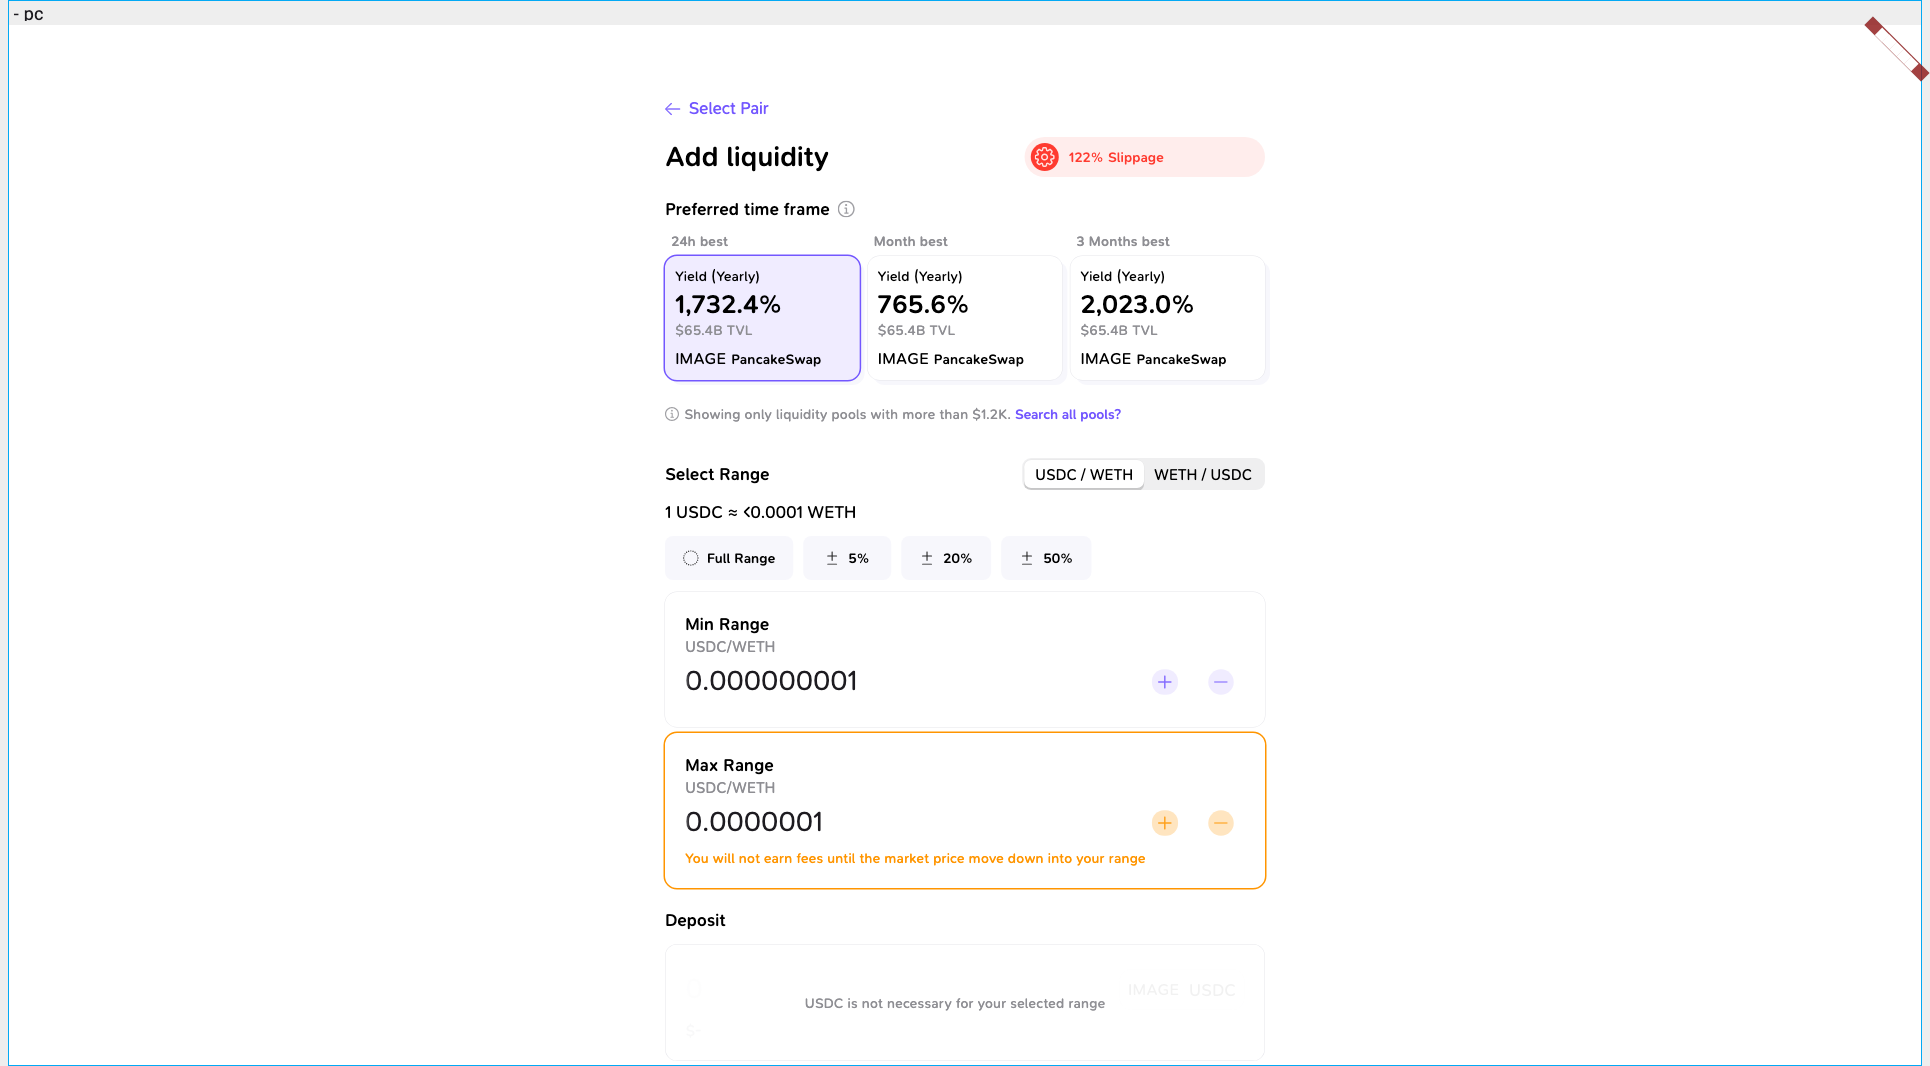 - pc
Select Pair
Add liquidity
122% Slippage
Preferred time frame
24h best
Month best
3 Months best
Yield (Yearly)
1,732.4%
$65.4B TVL
IMAGE PancakeSwap
Yield (Yearly)
765.6%
$65.4B TVL
IMAGE PancakeSwap
Yield (Yearly)
2,023.0%
$65.4B TVL
IMAGE PancakeSwap
Showing only liquidity pools with more than $1.2K. Search all pools?
Select Range
USDC / WETH
WETH / USDC
1 USDC ≈ <0.0001 WETH
Full Range
± 5%
± 20%
± 50%
Min Range
USDC/WETH
0.000000001
Max Range
USDC/WETH
0.0000001
You will not earn fees until the market price move down into your range
Deposit
IMAGE USDC
USDC is not necessary for your selected range